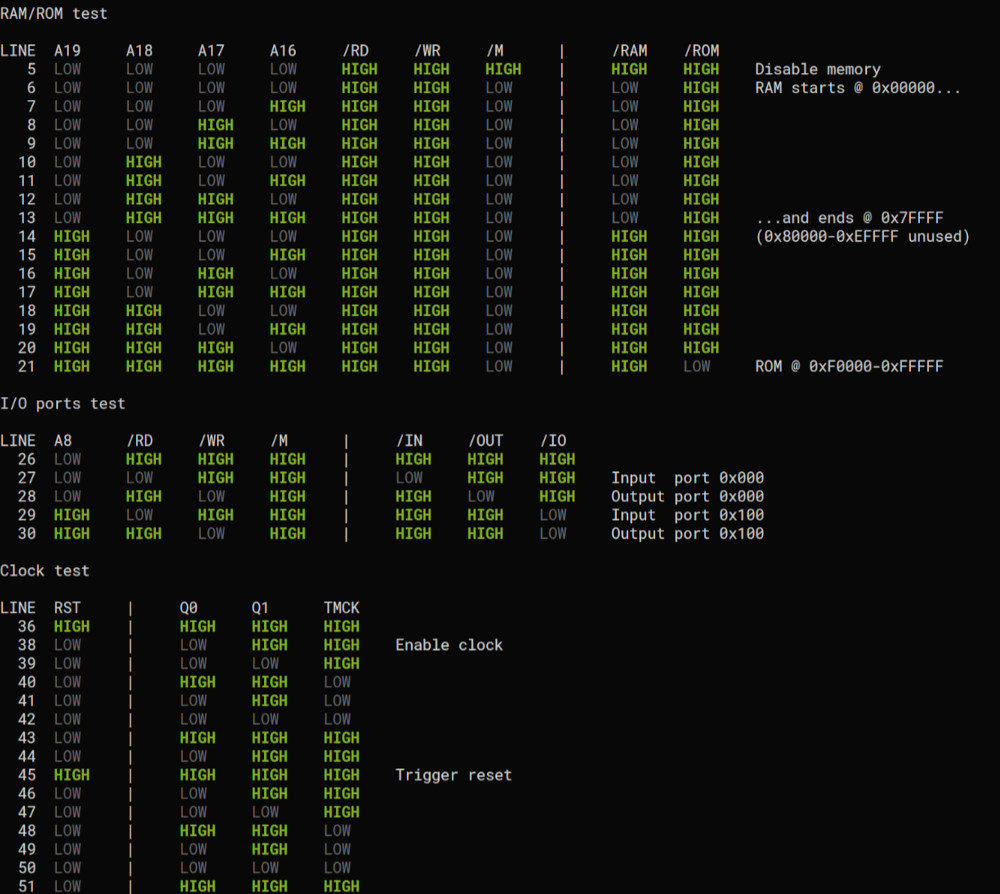 RAM/ROM test
LINE A19 A18 A17 A16 /RD /WR /M | /RAM /ROM
5 LOW LOW LOW LOW HIGH HIGH HIGH | HIGH HIGH Disable memory
6 LOW LOW LOW LOW HIGH HIGH LOW | LOW HIGH RAM starts @ 0x00000...
7 LOW LOW LOW HIGH HIGH HIGH LOW | LOW HIGH
8 LOW LOW HIGH LOW HIGH HIGH LOW | LOW HIGH
9 LOW LOW HIGH HIGH HIGH HIGH LOW | LOW HIGH
10 LOW HIGH LOW LOW HIGH HIGH LOW | LOW HIGH
11 LOW HIGH LOW HIGH HIGH HIGH LOW | LOW HIGH
12 LOW HIGH HIGH LOW HIGH HIGH LOW | LOW HIGH
13 LOW HIGH HIGH HIGH HIGH HIGH LOW | LOW HIGH ...and ends @ 0x7FFFF
14 HIGH LOW LOW LOW HIGH HIGH LOW | HIGH HIGH (0x80000-0xEFFFF unused)
15 HIGH LOW LOW HIGH HIGH HIGH LOW | HIGH HIGH
16 HIGH LOW HIGH LOW HIGH HIGH LOW | HIGH HIGH
17 HIGH LOW HIGH HIGH HIGH HIGH LOW | HIGH HIGH
18 HIGH HIGH LOW LOW HIGH HIGH LOW | HIGH HIGH
19 HIGH HIGH LOW HIGH HIGH HIGH LOW | HIGH HIGH
20 HIGH HIGH HIGH LOW HIGH HIGH LOW | HIGH HIGH
21 HIGH HIGH HIGH HIGH HIGH HIGH LOW | HIGH LOW ROM @ 0xF0000-0xFFFFF
I/O ports test
LINE A8 /RD /WR /M | /IN /OUT /IO
26 LOW HIGH HIGH HIGH | HIGH HIGH HIGH
27 LOW LOW HIGH HIGH | LOW HIGH HIGH Input port 0x000
28 LOW HIGH LOW HIGH | HIGH LOW HIGH Output port 0x000
29 HIGH LOW HIGH HIGH | HIGH HIGH LOW Input port 0x100
30 HIGH HIGH LOW HIGH | HIGH HIGH LOW Output port 0x100
Clock test
LINE RST | Q0 Q1 TMCK
36 HIGH | HIGH HIGH HIGH
38 LOW | LOW HIGH HIGH Enable clock
39 LOW | LOW LOW HIGH
40 LOW | HIGH HIGH LOW
41 LOW | LOW HIGH LOW
42 LOW | LOW LOW LOW
43 LOW | HIGH HIGH HIGH
44 LOW | LOW HIGH HIGH
45 HIGH | HIGH HIGH HIGH Trigger reset
46 LOW | LOW HIGH HIGH
47 LOW | LOW LOW HIGH
48 LOW | HIGH HIGH LOW
49 LOW | LOW HIGH LOW
50 LOW | LOW LOW LOW
51 LOW | HIGH HIGH HIGH